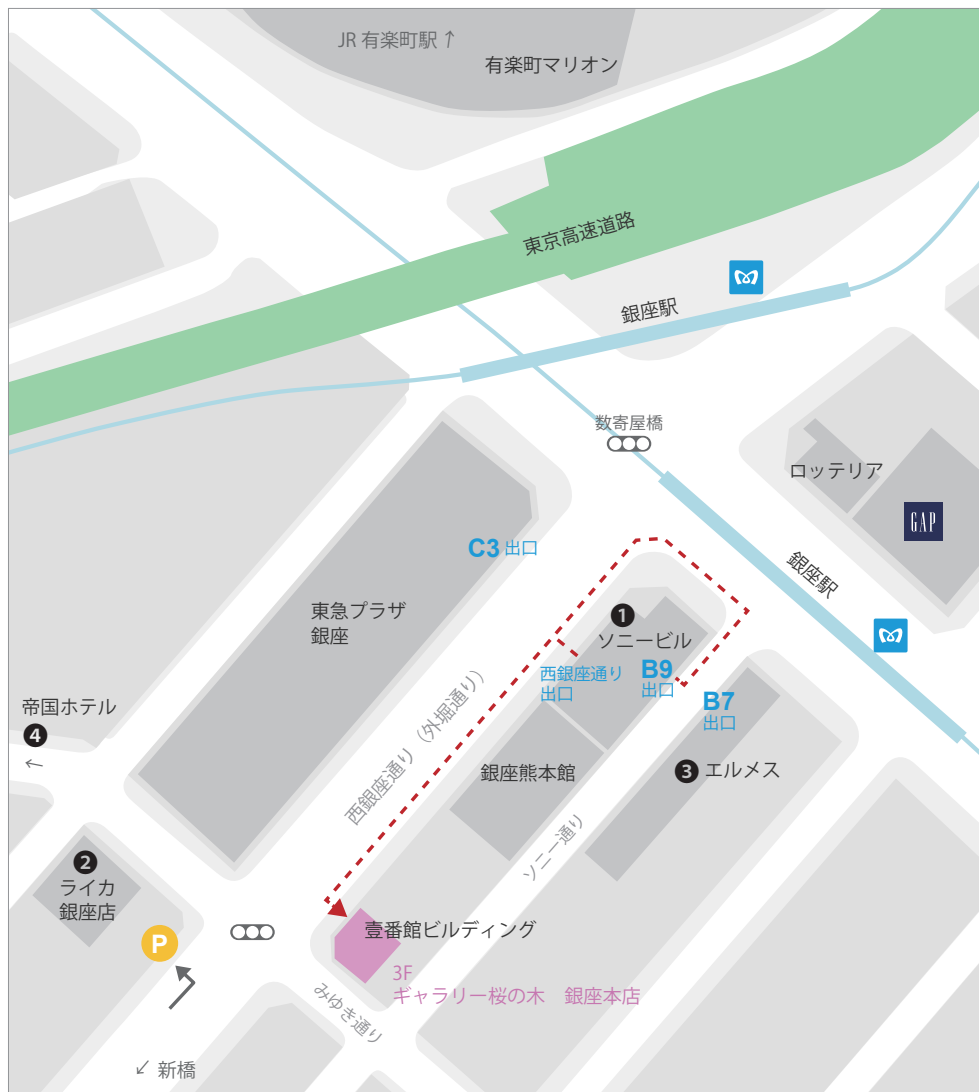 JR 有楽町駅 ↑
有楽町マリオン
東京高速道路
銀座駅
数寄屋橋
ロッテリア
GAP
C3 出口
銀座駅
東急プラザ
銀座
❶
ソニービル
西銀座通り
出口
B9
出口
B7
出口
帝国ホテル
❹
←
西銀座通り(外堀通り)
銀座熊本館
❸ エルメス
ソニー通り
❷
ライカ
銀座店
P
壹番館ビルディング
3F
ギャラリー桜の木 銀座本店
みゆき通り
↙ 新橋